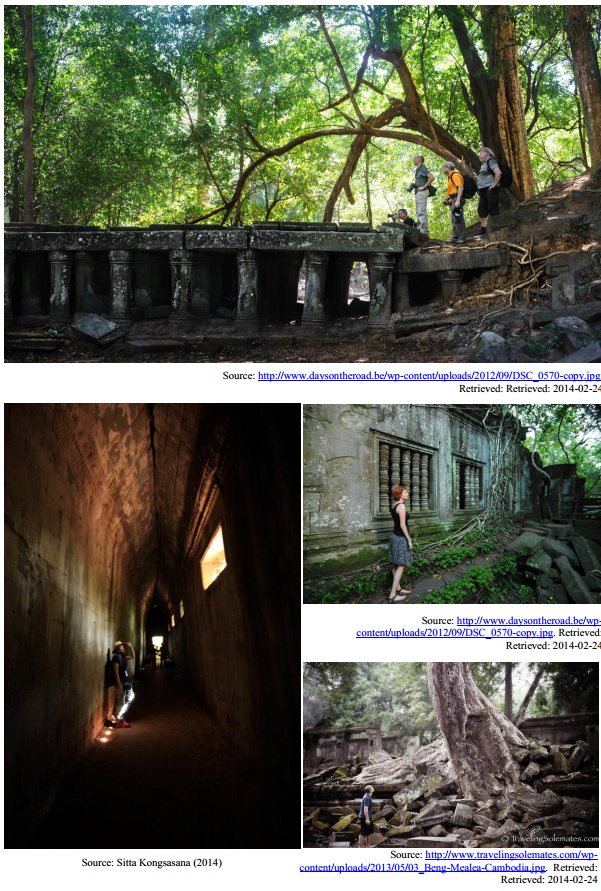 Source: http://www.daysontheroad.be/wp-content/uploads/2012/09/DSC_0570-copy.jpg
Retrieved: Retrieved: 2014-02-24
Source: http://www.daysontheroad.be/wp-
content/uploads/2012/09/DSC_0570-copy.jpg. Retrieved:
Retrieved: 2014-02-24
© TravelingSolemates.com
Source: Sitta Kongsasana (2014)
Source: http://www.travelingsolemates.com/wp-
content/uploads/2013/05/03_Beng-Mealea-Cambodia.jpg. Retrieved:
Retrieved: 2014-02-24